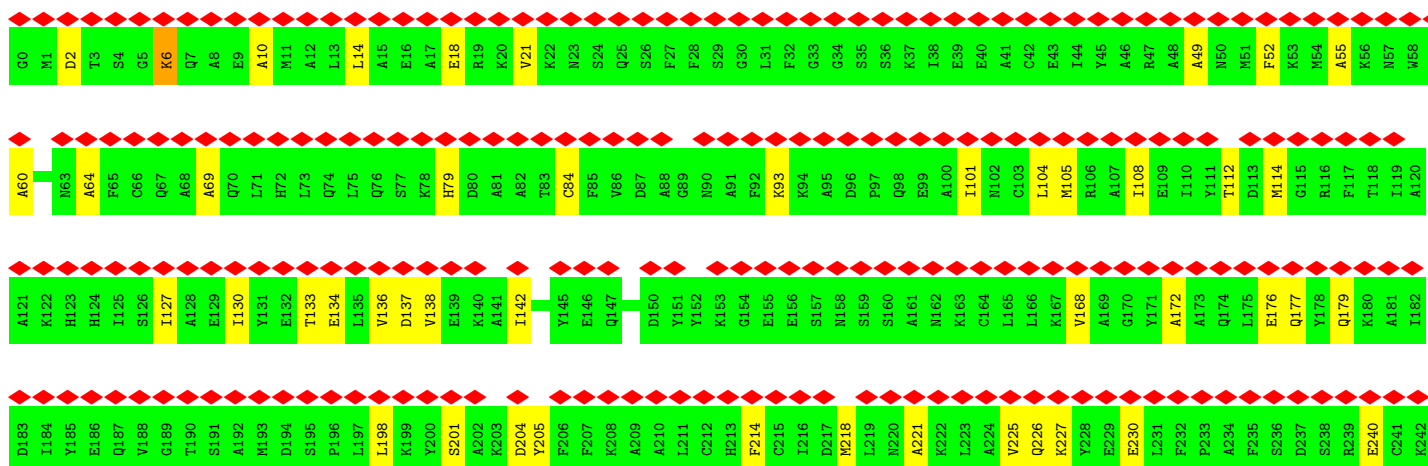 G0 M1 D2 T3 S4 G5 K6 Q7 A8 E9 A10 M11 A12 L13 L14 A15 E16 A17 E18 R19 K20 V21 K22 N23 S24 Q25 S26 F27 F28 S29 G30 L31 F32 G33 G34 S35 S36 K37 I38 E39 E40 A41 C42 E43 I44 Y45 A46 R47 A48 A49 N50 M51 F52 K53 M54 A55 K56 N57 W58
A60 N63 A64 F65 C66 Q67 A68 A69 Q70 L71 H72 L73 Q74 L75 Q76 S77 K78 H79 D80 A81 A82 T83 C84 F85 V86 D87 A88 G89 N90 A91 F92 K93 K94 A95 D96 P97 Q98 E99 A100 I101 N102 C103 L104 M105 R106 A107 I108 E109 I110 Y111 T112 D113 M114 G115 R116 F117 T118 I119 A120
A121 K122 H123 H124 I125 S126 I127 A128 E129 I130 Y131 E132 T133 E134 L135 V136 D137 V138 E139 K140 A141 I142 Y145 E146 Q147 D150 Y151 Y152 K153 G154 E155 E156 S157 N158 S159 S160 A161 N162 K163 C164 L165 L166 K167 V168 A169 G170 Y171 A172 A173 Q174 L175 E176 Q177 Y178 Q179 K180 A181 I182
D183 I184 Y185 E186 Q187 V188 G189 T190 S191 A192 M193 D194 S195 P196 L197 L198 K199 Y200 S201 A202 K203 D204 Y205 F206 F207 K208 A209 A210 L211 C212 H213 F214 C215 I216 D217 M218 L219 N220 A221 K222 L223 A224 V225 Q226 K227 Y228 E229 E230 L231 F232 P233 A234 F235 S236 D237 S238 R239 E240 C241 K242